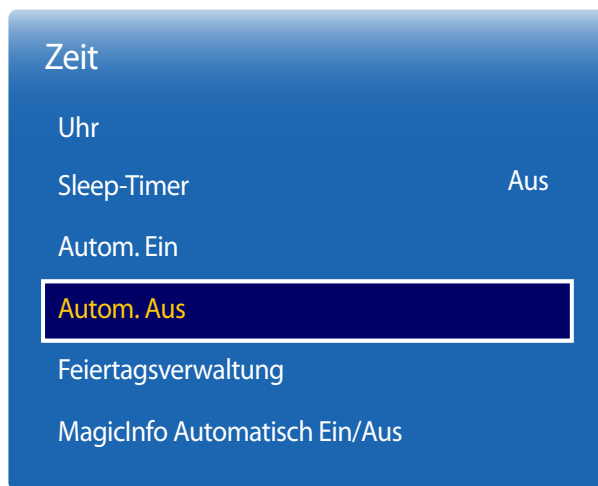 Zeit
Uhr
Sleep-Timer Aus
Autom. Ein
Autom. Aus
Feiertagsverwaltung
MagicInfo Automatisch Ein/Aus